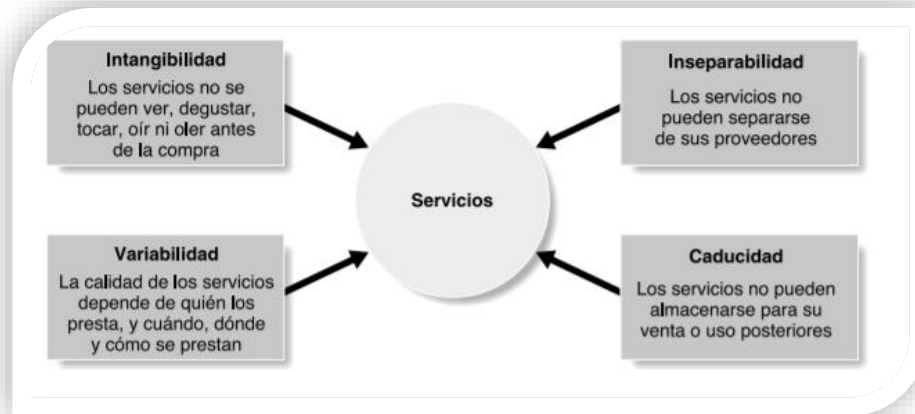 Intangibilidad
Los servicios no se
pueden ver, degustar,
tocar, oír ni oler antes
de la compra
Inseparabilidad
Los servicios no
pueden separarse
de sus proveedores
Servicios
Variabilidad
La calidad de los servicios
depende de quién los
presta, y cuándo, dónde
y cómo se prestan
Caducidad
Los servicios no pueden
almacenarse para su
venta o uso posteriores